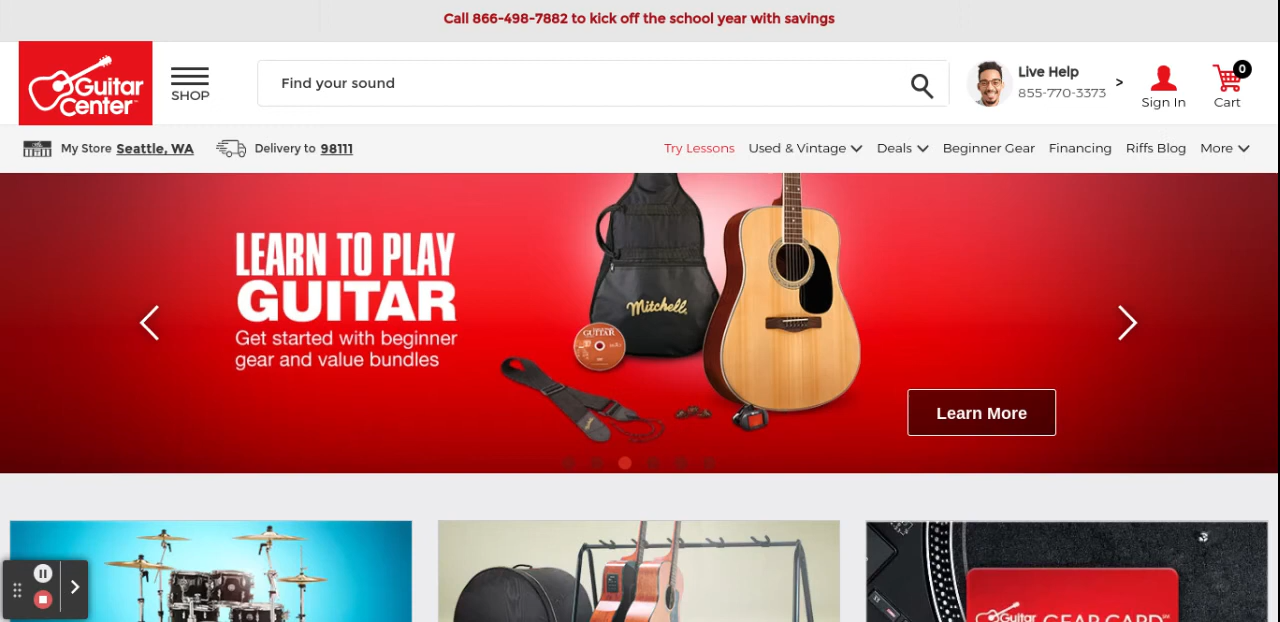 Call 866-498-7882 to kick off the school year with savings
Guitar
Center
SHOP
Find your sound
Live Help
855-770-3373
>
Sign In
0
Cart
My Store Seattle, WA
Delivery to 98111
Try Lessons
Used & Vintage
Deals
Beginner Gear
Financing
Riffs Blog
More
LEARN TO PLAY
GUITAR
Get started with beginner
gear and value bundles
Mitchell
GUITAR
Learn More
Guitar
GEAR CARD